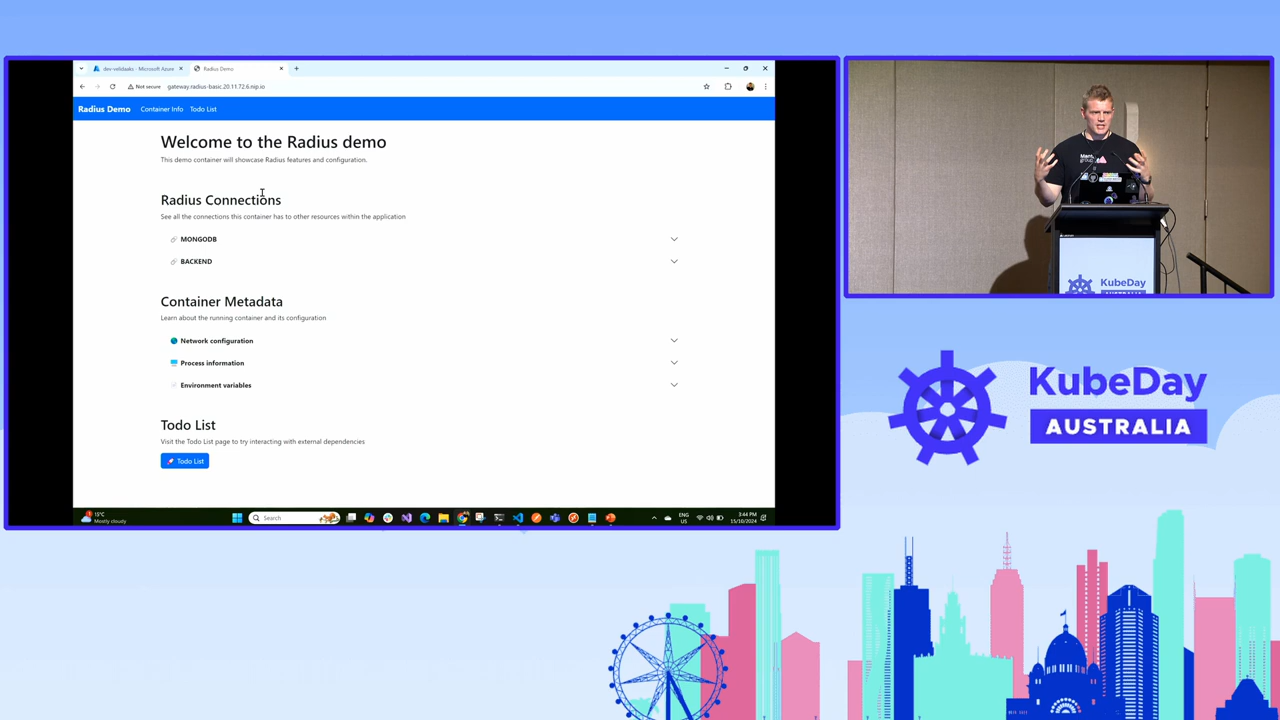 dev-velidaaks - Microsoft Azure
Radius Demo
Not secure
gateway.radius-basic.20.11.72.6.nip.io
Radius Demo
Container Info
Todo List
Welcome to the Radius demo
This demo container will showcase Radius features and configuration.
Radius Connections
See all the connections this container has to other resources within the application
MONGODB
BACKEND
Container Metadata
Learn about the running container and its configuration
Network configuration
Process information
Environment variables
Todo List
Visit the Todo List page to try interacting with external dependencies
Todo List
15°C
Mostly cloudy
Search
ENG
US
3:44 PM
15/10/2024
group
KubeDay
KubeDay
AUSTRALIA